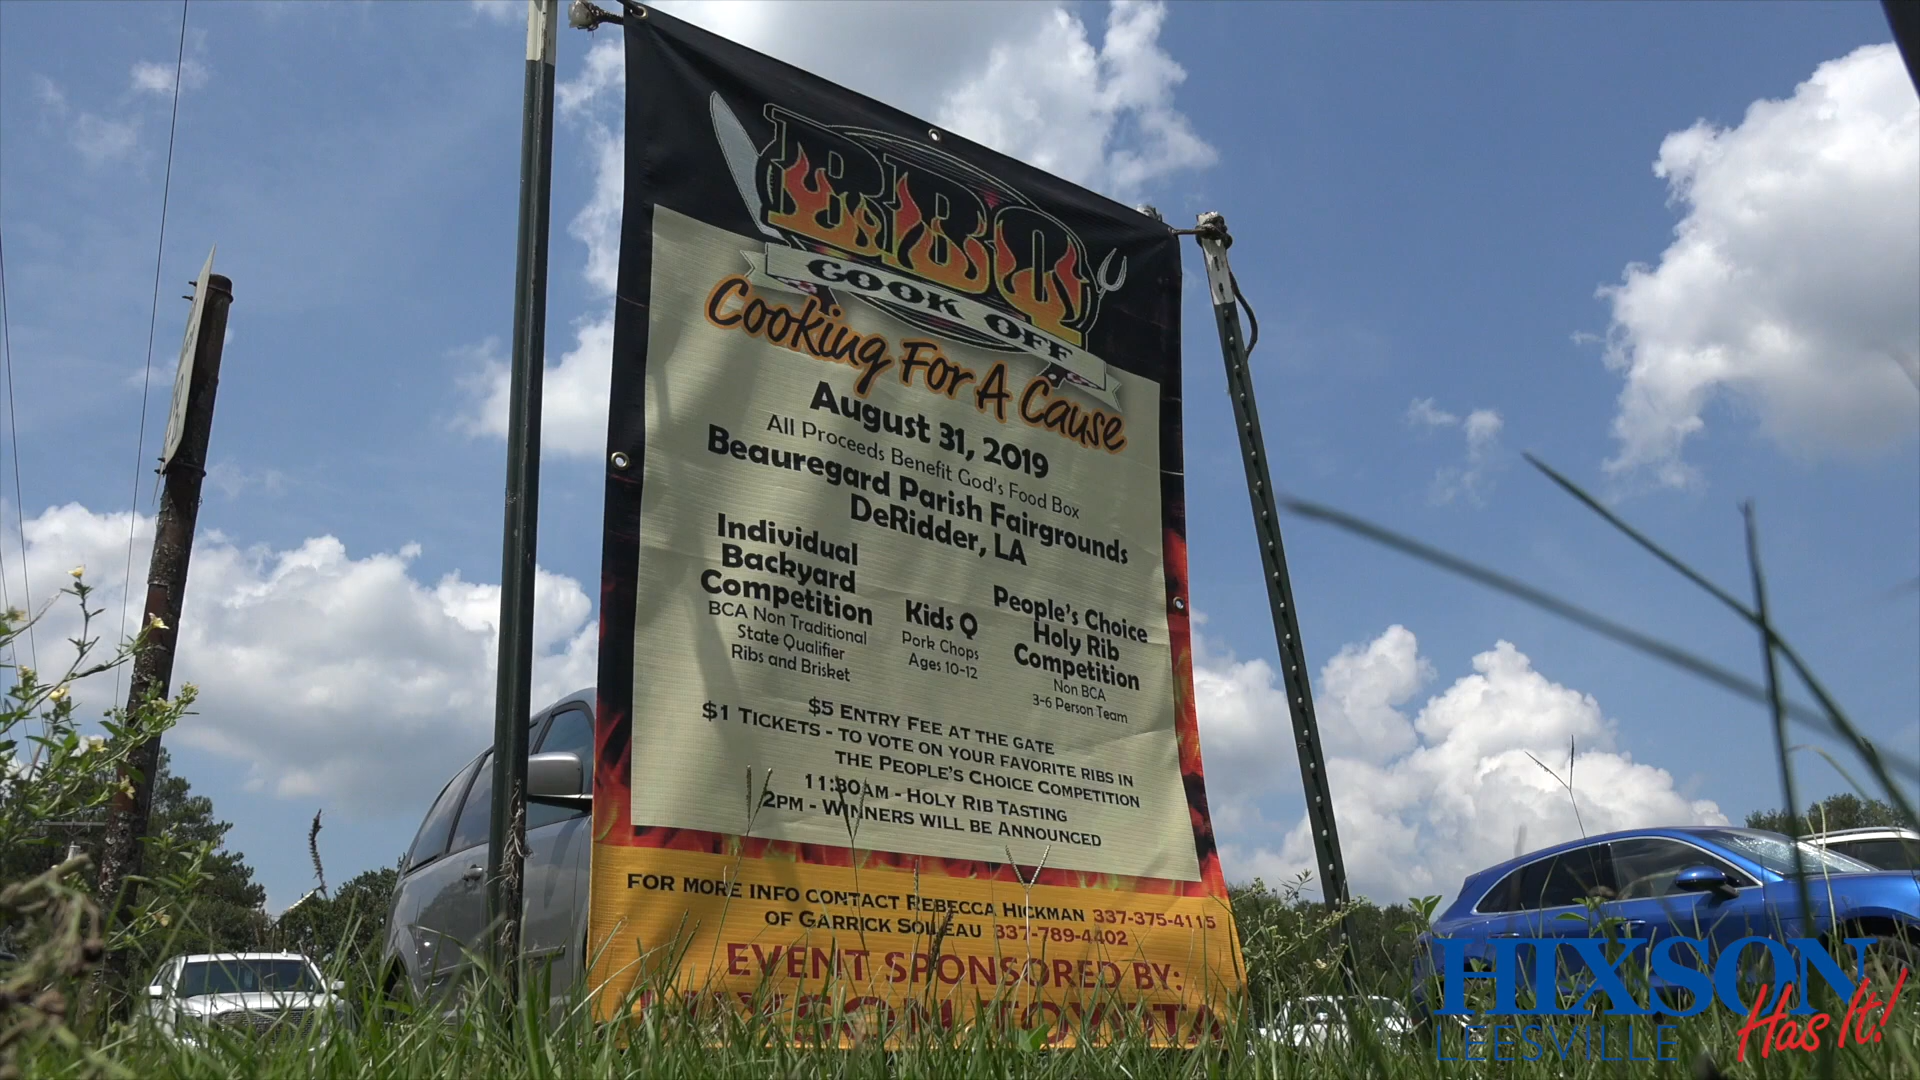 BBQ
COOK OFF
Cooking For A Cause
August 31, 2019
All Proceeds Benefit God's Food Box
Beauregard Parish Fairgrounds
DeRidder, LA
Individual
Backyard
Competition
BCA Non Traditional
State Qualifier
Ribs and Brisket
Kids Q
Pork Chops
Ages 10-12
People's Choice
Holy Rib
Competition
Non BCA
3-6 Person Team
$5 ENTRY FEE AT THE GATE
$1 TICKETS - TO VOTE ON YOUR FAVORITE RIBS IN
THE PEOPLE'S CHOICE COMPETITION
11:30AM - HOLY RIB TASTING
2PM - WINNERS WILL BE ANNOUNCED
FOR MORE INFO CONTACT REBECCA HICKMAN 337-375-4115
OF GARRICK SOILEAU 337-789-4402
EVENT SPONSORED BY:
HIXSON TOYOTA
HIXSON
LEESVILLE
Has It!